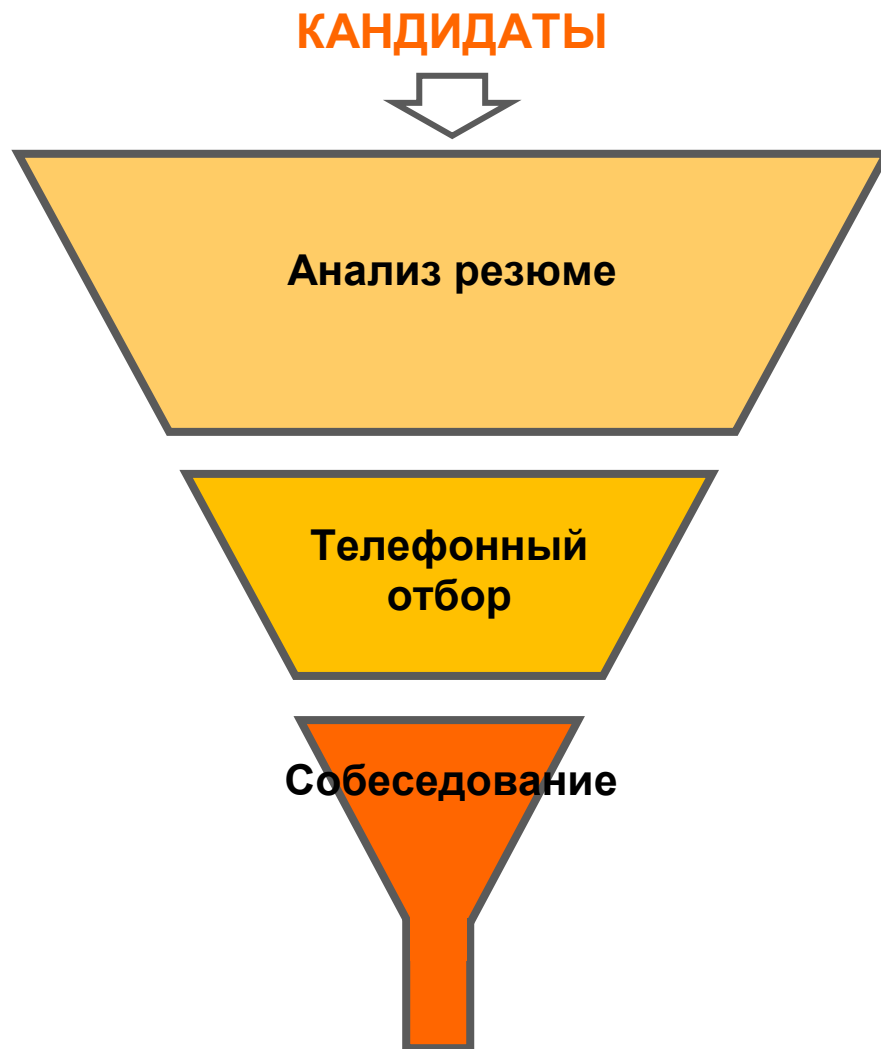 КАНДИДАТЫ
Анализ резюме
Телефонный
отбор
Собеседование